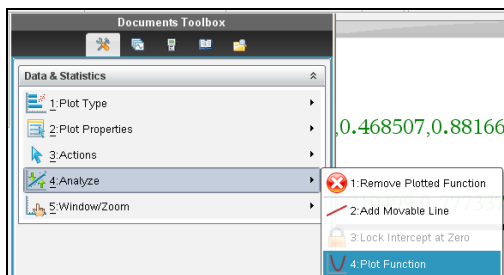 Documents Toolbox
Data & Statistics
1:Plot Type
2:Plot Properties
3:Actions
4:Analyze
5:Window/Zoom
,0.468507,0.88166
1:Remove Plotted Function
2:Add Movable Line
3:Lock Intercept at Zero
4:Plot Function